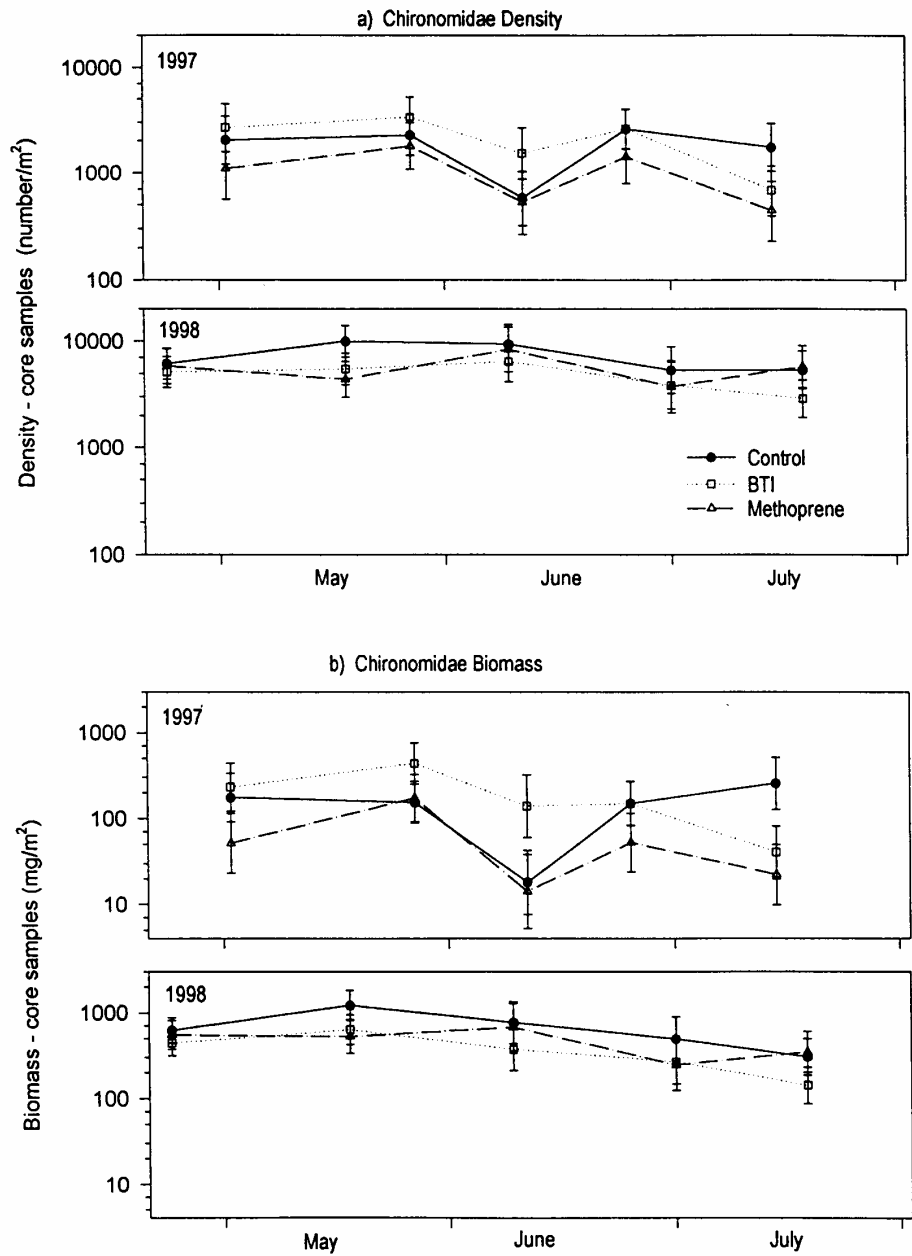 a) Chironomidae Density
1997
10000
1000
100
Density - core samples (number/m²)
1998
10000
1000
100
Control
BTI
Methoprene
May June July
b) Chironomidae Biomass
1997
1000
100
10
Biomass - core samples (mg/m²)
1998
1000
100
10
May June July